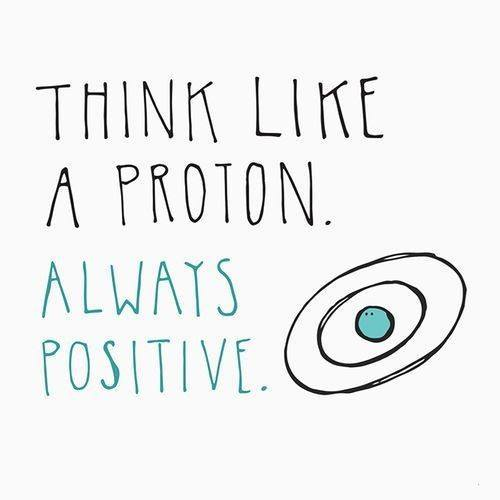 THINK LIKE
A PROTON.
ALWAYS
POSITIVE.